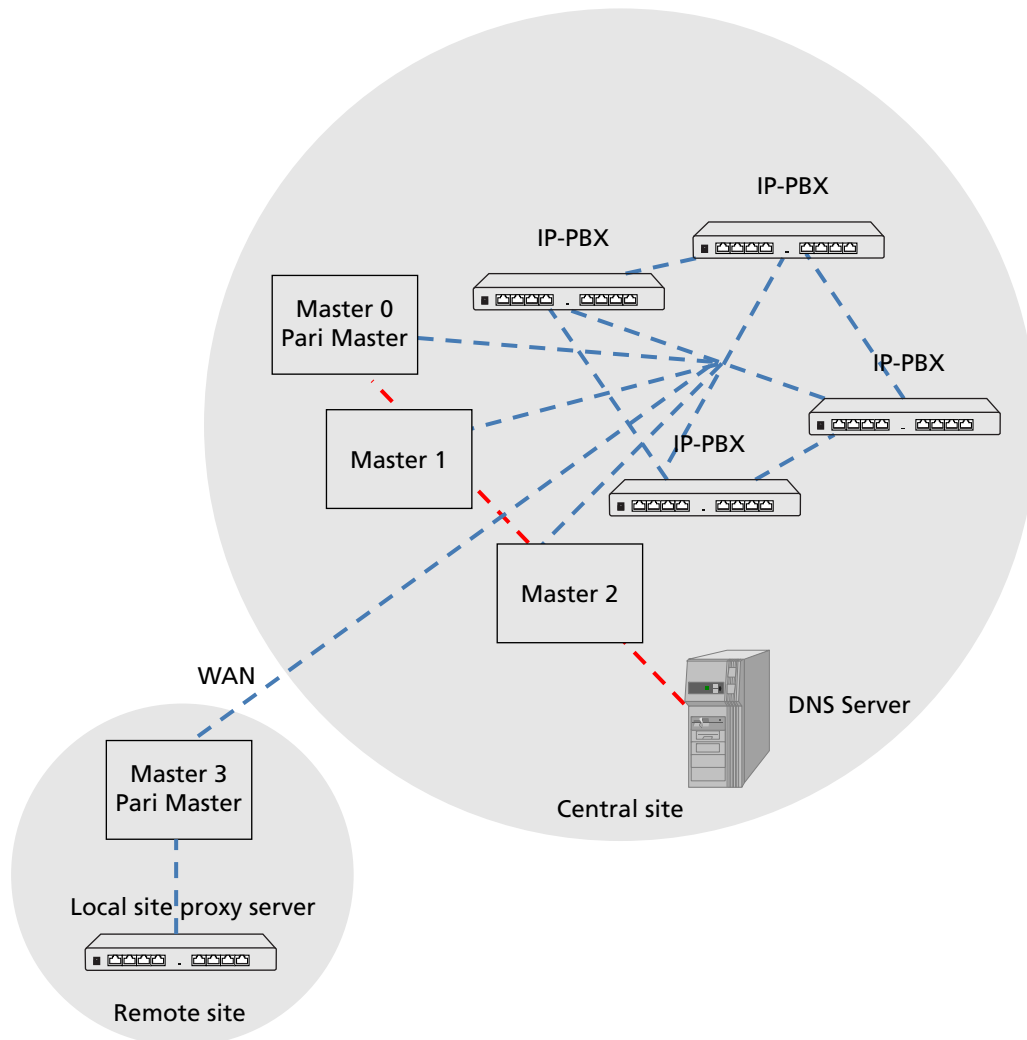 IP-PBX
IP-PBX
Master 0
Pari Master
IP-PBX
Master 1
IP-PBX
Master 2
WAN
DNS Server
Master 3
Pari Master
Central site
Local site proxy server
Remote site